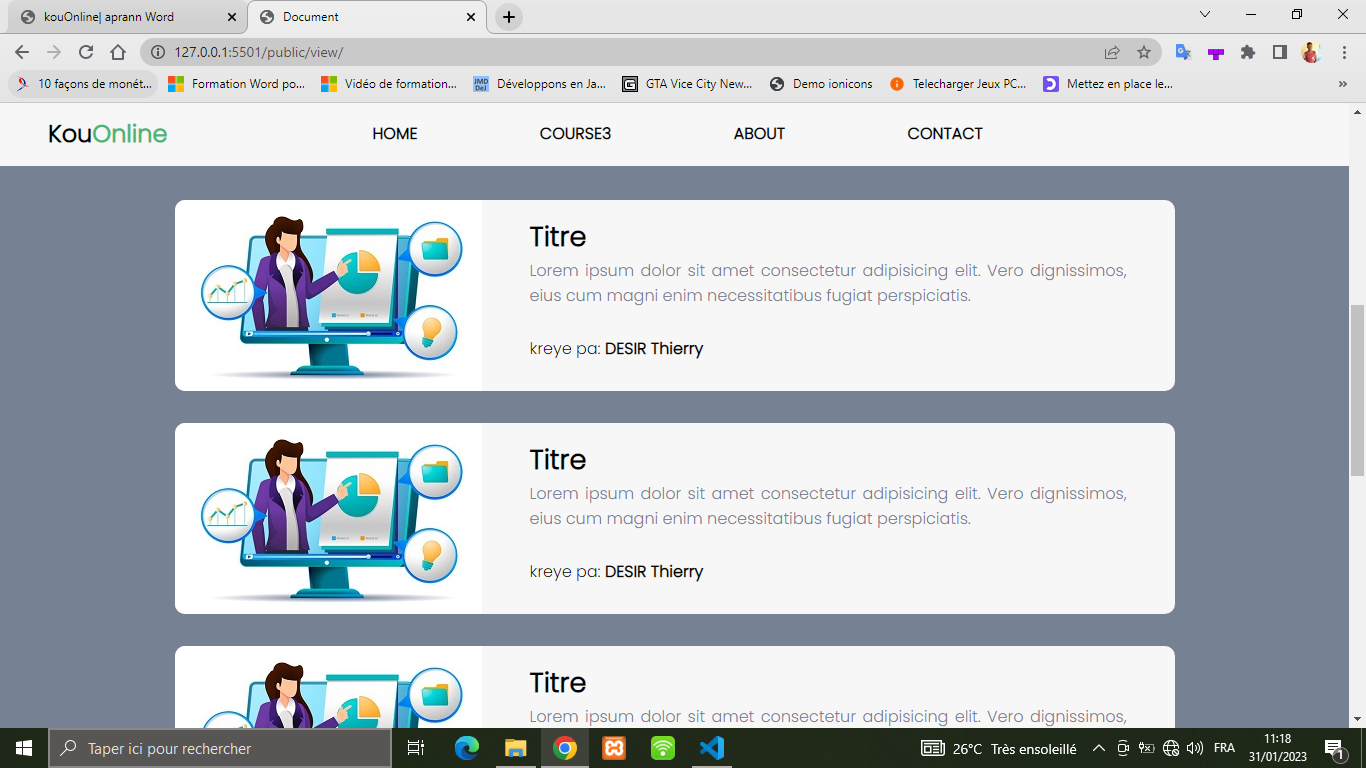 kouOnline| aprann Word
Document
127.0.0.1:5501/public/view/
10 façons de monét...
Formation Word po...
Vidéo de formation...
JMD DeJ
Développons en Ja...
GTA Vice City New...
Demo ionicons
Telecharger Jeux PC...
Mettez en place le...
»
KouOnline
HOME
COURSE3
ABOUT
CONTACT
Titre
Lorem ipsum dolor sit amet consectetur adipisicing elit. Vero dignissimos,
eius cum magni enim necessitatibus fugiat perspiciatis.
kreye pa: DESIR Thierry
Titre
Lorem ipsum dolor sit amet consectetur adipisicing elit. Vero dignissimos,
eius cum magni enim necessitatibus fugiat perspiciatis.
kreye pa: DESIR Thierry
Titre
Lorem ipsum dolor sit amet consectetur adipisicing elit. Vero dignissimos,
Taper ici pour rechercher
26°C Très ensoleillé
FRA
11:18
31/01/2023
1